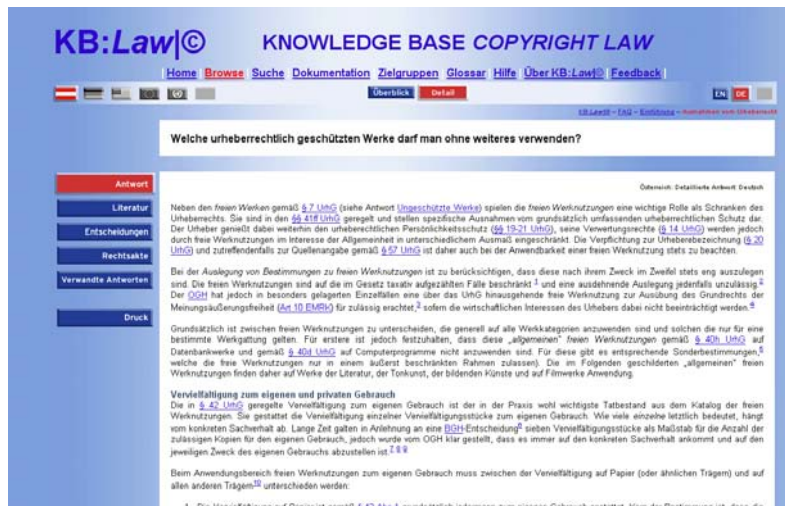 KB:Law|© KNOWLEDGE BASE COPYRIGHT LAW
Home Browse Suche Dokumentation Zielgruppen Glossar Hilfe Über KB:Law|© Feedback
Überblick Detail EN DE
KB:Law|© – FAQ – Einführung – Ausnahmen vom Urheberrecht
Welche urheberrechtlich geschützten Werke darf man ohne weiteres verwenden?
Antwort
Literatur
Entscheidungen
Rechtsakte
Verwandte Antworten
Druck
Österreich. Detaillierte Antwort. Deutsch
Neben den freien Werken gemäß § 7 UrhG (siehe Antwort Ungeschützte Werke) spielen die freien Werknutzungen eine wichtige Rolle als Schranken des
Urheberrechts. Sie sind in den §§ 41ff UrhG geregelt und stellen spezifische Ausnahmen vom grundsätzlich umfassenden urheberrechtlichen Schutz dar.
Der Urheber genießt dabei weiterhin den urheberrechtlichen Persönlichkeitsschutz (§§ 19-21 UrhG), seine Verwertungsrechte (§ 14 UrhG) werden jedoch
durch freie Werknutzungen im Interesse der Allgemeinheit in unterschiedlichem Ausmaß eingeschränkt. Die Verpflichtung zur Urheberbezeichnung (§ 20
UrhG) und zutreffendenfalls zur Quellenangabe gemäß § 57 UrhG ist daher auch bei der Anwendbarkeit einer freien Werknutzung stets zu beachten.
Bei der Auslegung von Bestimmungen zu freien Werknutzungen ist zu berücksichtigen, dass diese nach ihrem Zweck im Zweifel stets eng auszulegen
sind. Die freien Werknutzungen sind auf die im Gesetz taxativ aufgezählten Fälle beschränkt 1 und eine ausdehnende Auslegung jedenfalls unzulässig.2
Der OGH hat jedoch in besonders gelagerten Einzelfällen eine über das UrhG hinausgehende freie Werknutzung zur Ausübung des Grundrechts der
Meinungsäußerungsfreiheit (Art 10 EMRK) für zulässig erachtet,3 sofern die wirtschaftlichen Interessen des Urhebers dabei nicht beeinträchtigt werden.4
Grundsätzlich ist zwischen freien Werknutzungen zu unterscheiden, die generell auf alle Werkkategorien anzuwenden sind und solchen die nur für eine
bestimmte Werkgattung gelten. Für erstere ist jedoch festzuhalten, dass diese „allgemeinen" freien Werknutzungen gemäß § 40h UrhG auf
Datenbankwerke und gemäß § 40d UrhG auf Computerprogramme nicht anzuwenden sind. Für diese gibt es entsprechende Sonderbestimmungen,5
welche die freie Werknutzungen nur in einem äußerst beschränkten Rahmen zulassen). Die im Folgenden geschilderten „allgemeinen" freien
Werknutzungen finden daher auf Werke der Literatur, der Tonkunst, der bildenden Künste und auf Filmwerke Anwendung.
Vervielfältigung zum eigenen und privaten Gebrauch
Die in § 42 UrhG geregelte Vervielfältigung zum eigenen Gebrauch ist der in der Praxis wohl wichtigste Tatbestand aus dem Katalog der freien
Werknutzungen. Sie gestattet die Vervielfältigung einzelner Vervielfältigungsstücke zum eigenen Gebrauch. Wie viele einzelne letztlich bedeutet, hängt
vom konkreten Sachverhalt ab. Lange Zeit galten in Anlehnung an eine BGH-Entscheidung6 sieben Vervielfältigungsstücke als Maßstab für die Anzahl der
zulässigen Kopien für den eigenen Gebrauch, jedoch wurde vom OGH klar gestellt, dass es immer auf den konkreten Sachverhalt ankommt und auf den
jeweiligen Zweck des eigenen Gebrauchs abzustellen ist.7 8 9
Beim Anwendungsbereich freier Werknutzungen zum eigenen Gebrauch muss zwischen der Vervielfältigung auf Papier (oder ähnlichen Trägern) und auf
allen anderen Trägern10 unterschieden werden: